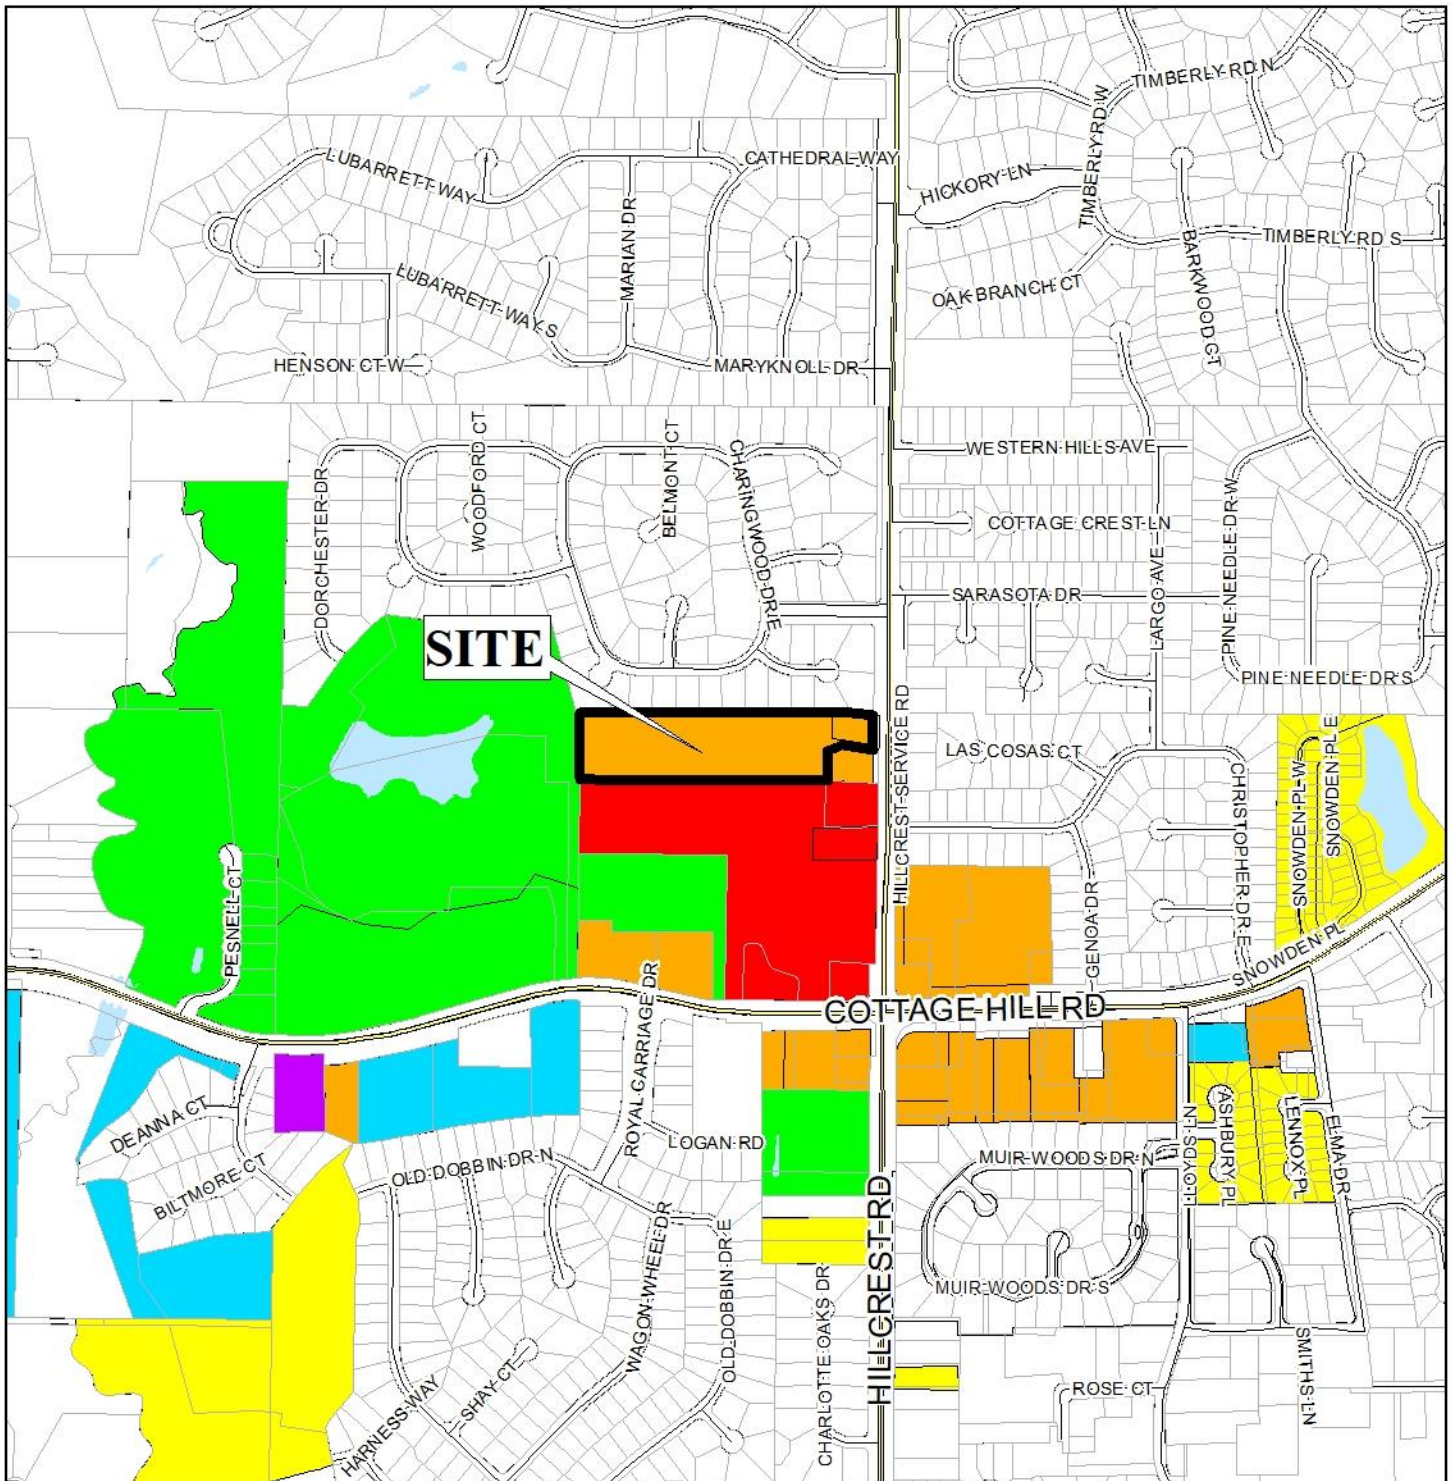 TIMBERLY RD N
TIMBERLY RD W
CATHEDRAL WAY
LUBARRETT WAY
HICKORY LN
MARIAN DR
BARKWOOD CT
TIMBERLY RD S
LUBARRETT WAY S
OAK BRANCH CT
HENSON CT W
MARYKNOLL DR
WOODFORD CT
BELMONT CT
CHARINGWOOD DR E
WESTERN HILLS AVE
DORCHESTER DR
COTTAGE CREST LN
PINE NEEDLE DR W
LARGO AVE
SARASOTA DR
SITE
PINE NEEDLE DR S
HILLCREST SERVICE RD
LAS COSAS CT
CHRISTOPHER DR E
SNOWDEN PL W
SNOWDEN PL E
PESNELL CT
GENOA DR
SNOWDEN PL
ROYAL CARRIAGE DR
COTTAGE HILL RD
DEANNA CT
LOGAN RD
BILTMORE CT
OLD DOBBIN DR N
MUIR WOODS DR N
LLOYDS LN
ASHBURY PL
LENNOX PL
ELMA DR
WAGON WHEEL DR
OLD DOBBIN DR E
CHARLOTTE OAKS DR
HILLCREST RD
MUIR WOODS DR S
SHAY CT
HARNESS WAY
ROSE CT
SMITHS LN